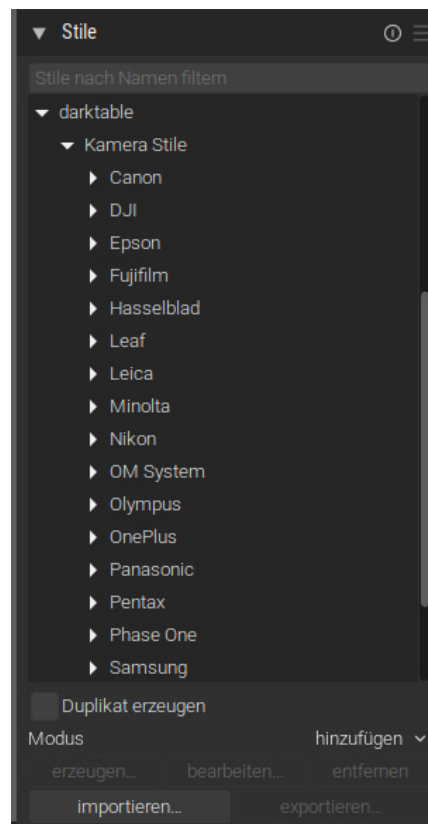 Stile
Stile nach Namen filtern
darktable
Kamera Stile
Canon
DJI
Epson
Fujifilm
Hasselblad
Leaf
Leica
Minolta
Nikon
OM System
Olympus
OnePlus
Panasonic
Pentax
Phase One
Samsung
Duplikat erzeugen
Modus hinzufügen
erzeugen... bearbeiten... entfernen
importieren... exportieren...